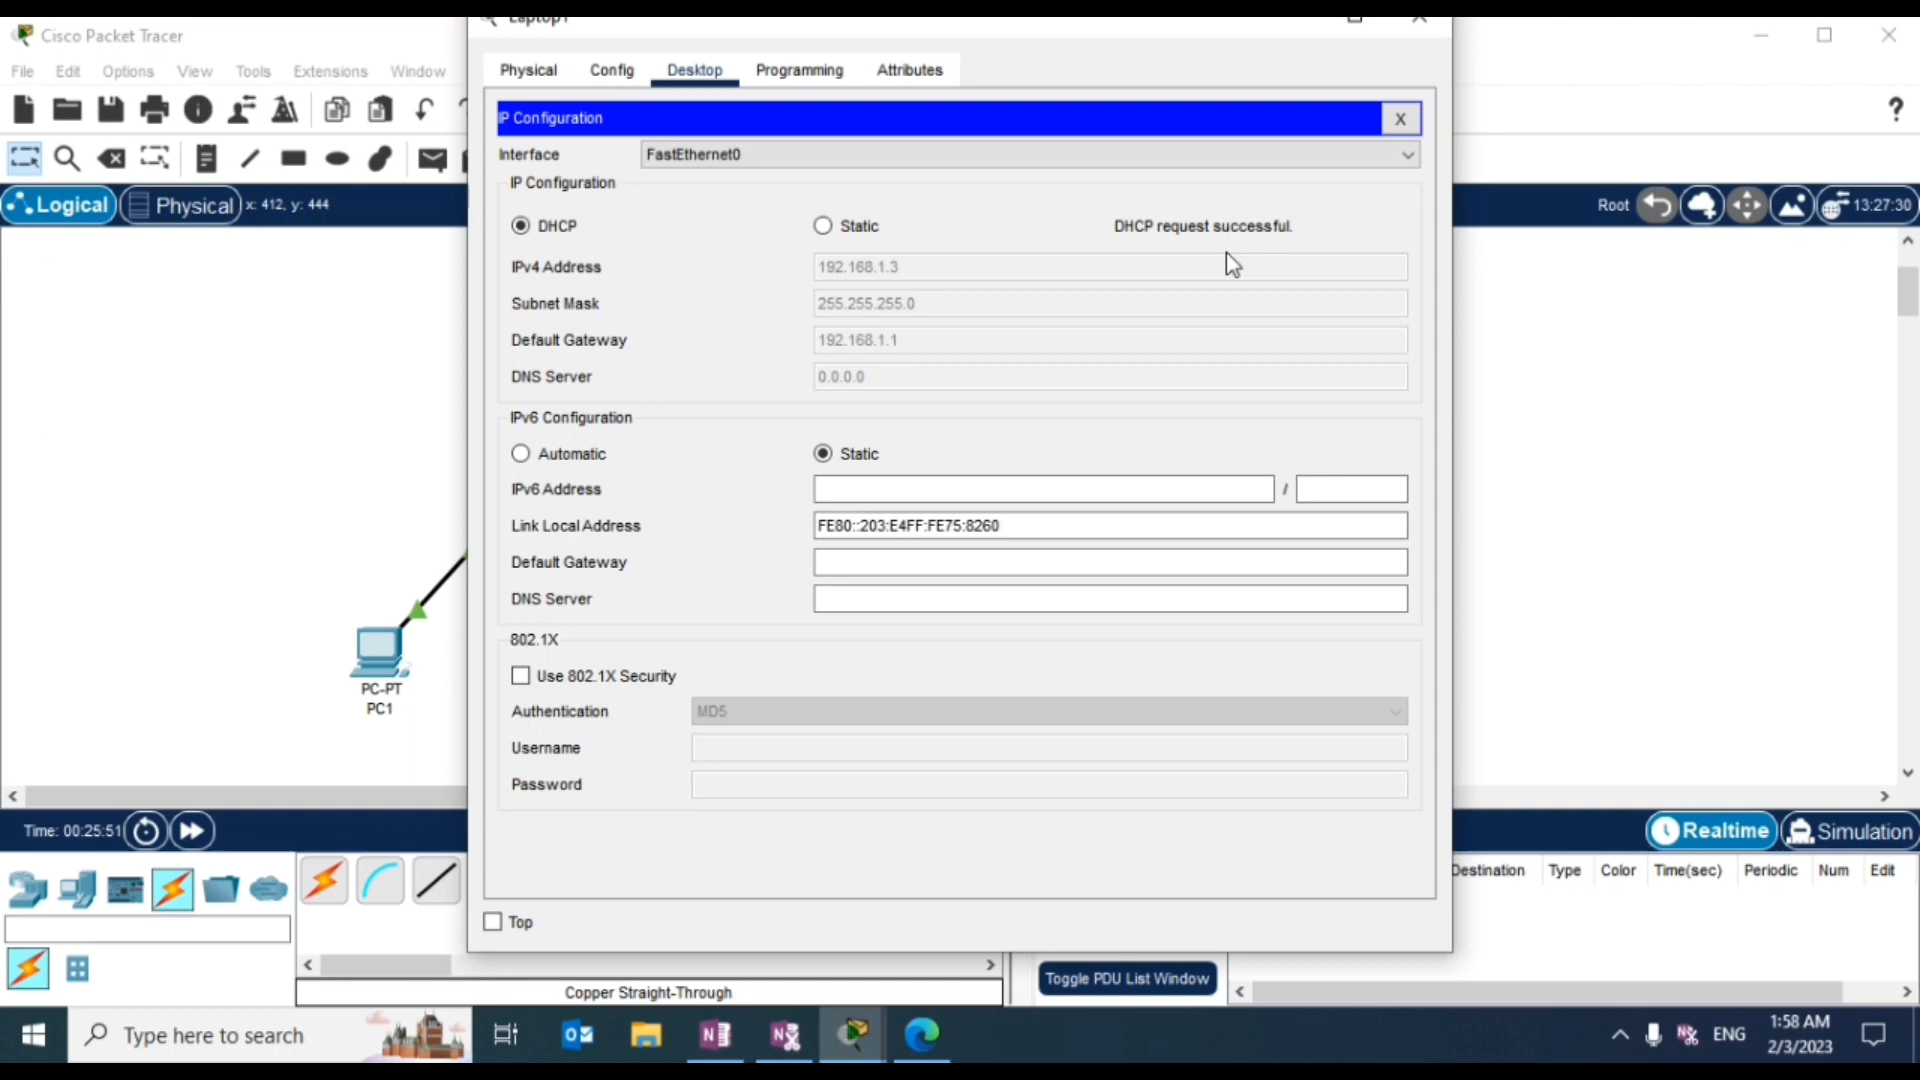 Laptop1
Cisco Packet Tracer
File Edit Options View Tools Extensions Window
Physical Config Desktop Programming Attributes
IP Configuration X
Interface FastEthernet0
IP Configuration
DHCP Static DHCP request successful.
IPv4 Address 192.168.1.3
Subnet Mask 255.255.255.0
Default Gateway 192.168.1.1
DNS Server 0.0.0.0
IPv6 Configuration
Automatic Static
IPv6 Address /
Link Local Address FE80::203:E4FF:FE75:8260
Default Gateway
DNS Server
802.1X
Use 802.1X Security
Authentication MD5
Username
Password
Top
Logical Physical x: 412, y: 444
Root 13:27:30
PC-PT
PC1
Time: 00:25:51
Realtime Simulation
Destination Type Color Time(sec) Periodic Num Edit
Toggle PDU List Window
Copper Straight-Through
Type here to search
ENG
1:58 AM
2/3/2023